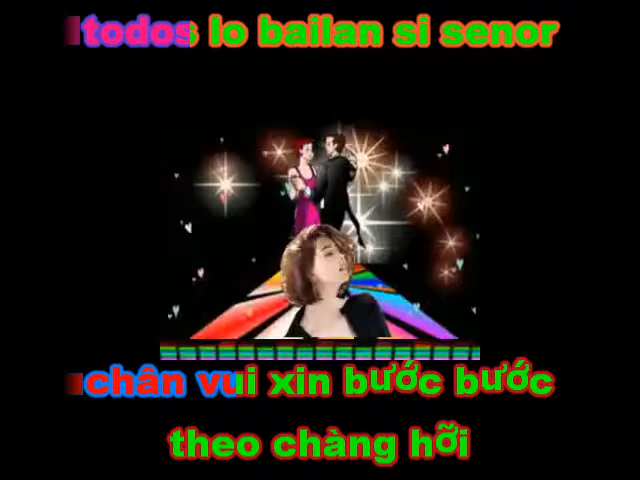 todos lo bailan si senor
chân vui xin bước bước
theo chàng hỡi